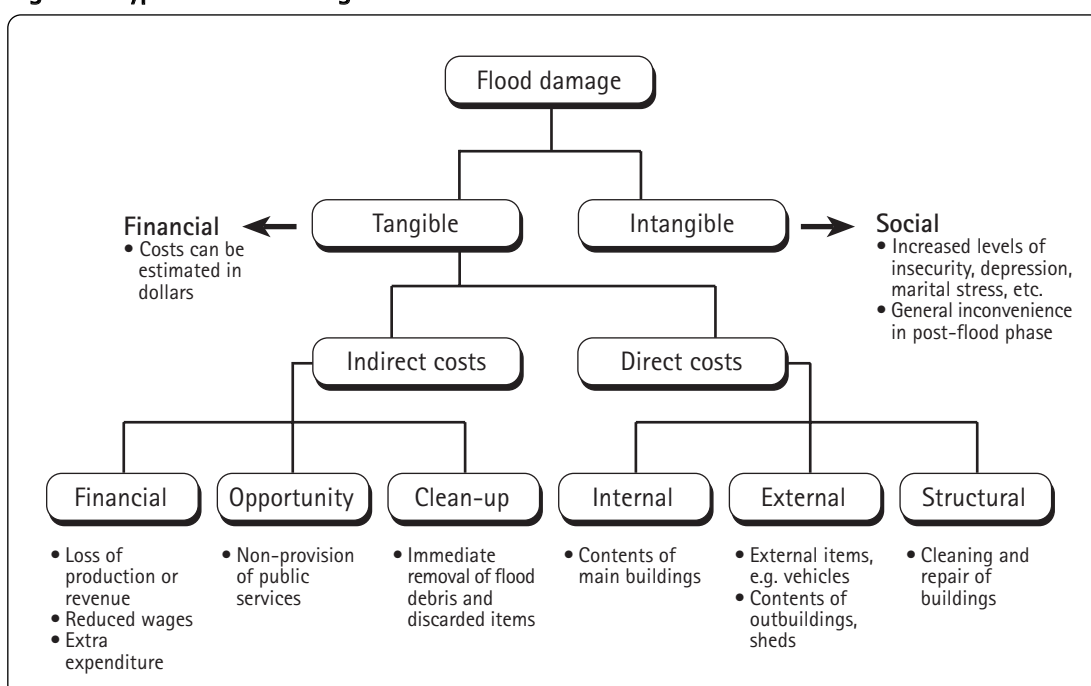 Flood damage
Financial
• Costs can be
estimated in
dollars
Tangible
Intangible
Social
• Increased levels of
insecurity, depression,
marital stress, etc.
• General inconvenience
in post-flood phase
Indirect costs
Direct costs
Financial
• Loss of
production or
revenue
• Reduced wages
• Extra
expenditure
Opportunity
• Non-provision
of public
services
Clean-up
• Immediate
removal of flood
debris and
discarded items
Internal
• Contents of
main buildings
External
• External items,
e.g. vehicles
• Contents of
outbuildings,
sheds
Structural
• Cleaning and
repair of
buildings